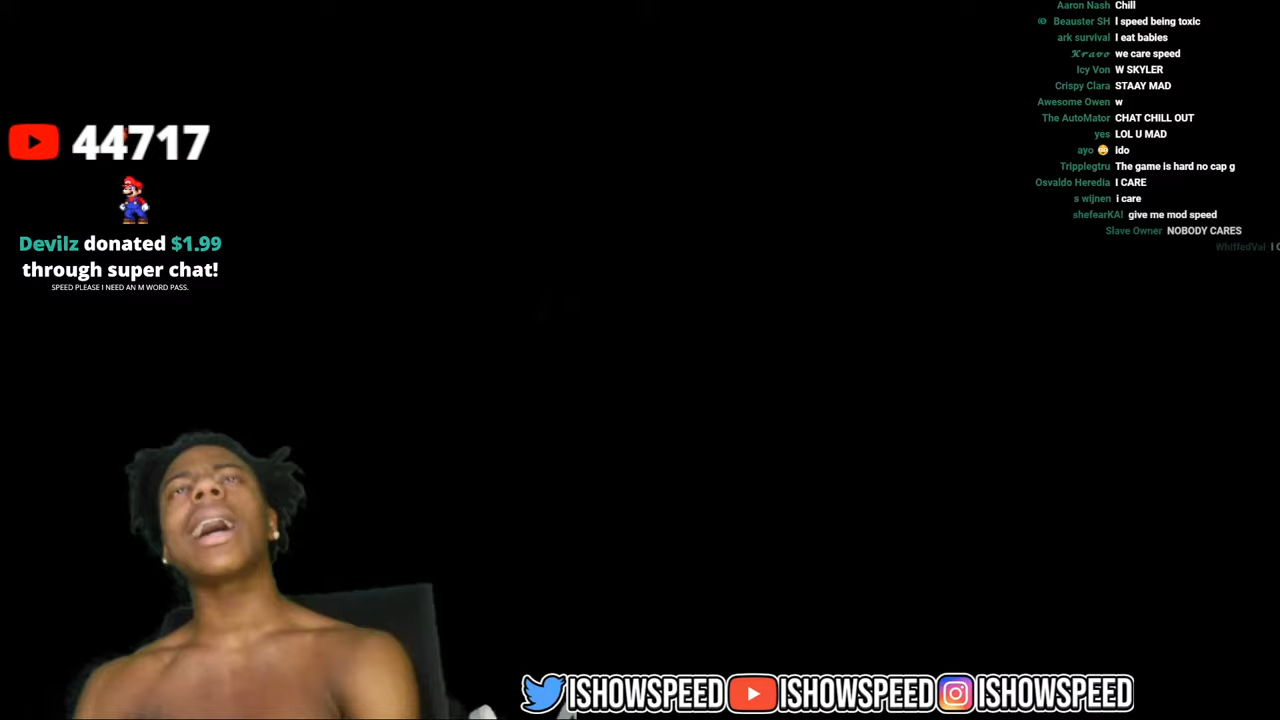 Aaron Nash Chill
Beauster SH I speed being toxic
ark survival I eat babies
Kravo we care speed
Icy Von W SKYLER
Crispy Clara STAAY MAD
Awesome Owen w
The AutoMator CHAT CHILL OUT
yes LOL U MAD
ayo 😳 Ido
Tripplegtru The game is hard no cap g
Osvaldo Heredia I CARE
s wijnen i care
shefearKAI give me mod speed
Slave Owner NOBODY CARES
WhiffedVal I
44717
Devilz donated $1.99
through super chat!
SPEED PLEASE I NEED AN M WORD PASS.
ISHOWSPEED ISHOWSPEED ISHOWSPEED